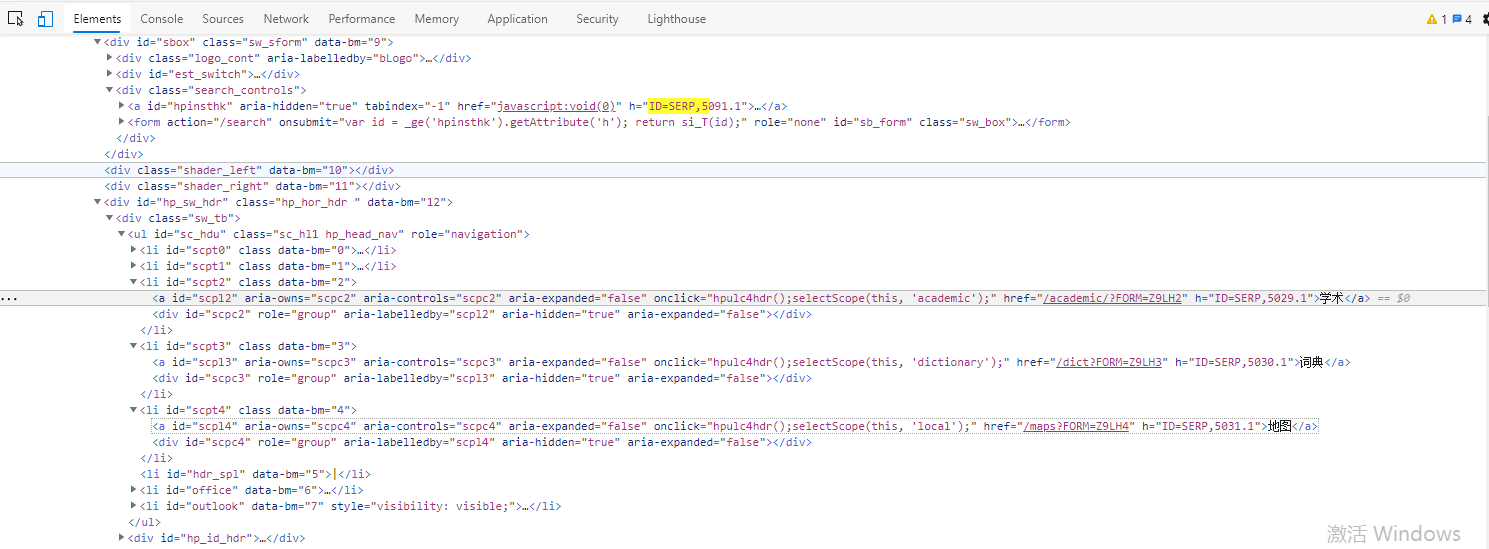 Elements Console Sources Network Performance Memory Application Security Lighthouse 1 4
<div id="sbox" class="sw_sform" data-bm="9">
<div class="logo_cont" aria-labelledby="bLogo">…</div>
<div id="est_switch">…</div>
<div class="search_controls">
<a id="hpinsthk" aria-hidden="true" tabindex="-1" href="javascript:void(0)" h="ID=SERP,5091.1">…</a>
<form action="/search" onsubmit="var id = _ge('hpinsthk').getAttribute('h'); return si_T(id);" role="none" id="sb_form" class="sw_box">…</form>
</div>
</div>
<div class="shader_left" data-bm="10"></div>
<div class="shader_right" data-bm="11"></div>
<div id="hp_sw_hdr" class="hp_hor_hdr " data-bm="12">
<div class="sw_tb">
<ul id="sc_hdu" class="sc_hl1 hp_head_nav" role="navigation">
<li id="scpt0" class data-bm="0">…</li>
<li id="scpt1" class data-bm="1">…</li>
<li id="scpt2" class data-bm="2">
... <a id="scpl2" aria-owns="scpc2" aria-controls="scpc2" aria-expanded="false" onclick="hpulc4hdr();selectScope(this, 'academic');" href="/academic/?FORM=Z9LH2" h="ID=SERP,5029.1">学术</a> == $0
<div id="scpc2" role="group" aria-labelledby="scpl2" aria-hidden="true" aria-expanded="false"></div>
</li>
<li id="scpt3" class data-bm="3">
<a id="scpl3" aria-owns="scpc3" aria-controls="scpc3" aria-expanded="false" onclick="hpulc4hdr();selectScope(this, 'dictionary');" href="/dict?FORM=Z9LH3" h="ID=SERP,5030.1">词典</a>
<div id="scpc3" role="group" aria-labelledby="scpl3" aria-hidden="true" aria-expanded="false"></div>
</li>
<li id="scpt4" class data-bm="4">
<a id="scpl4" aria-owns="scpc4" aria-controls="scpc4" aria-expanded="false" onclick="hpulc4hdr();selectScope(this, 'local');" href="/maps?FORM=Z9LH4" h="ID=SERP,5031.1">地图</a>
<div id="scpc4" role="group" aria-labelledby="scpl4" aria-hidden="true" aria-expanded="false"></div>
</li>
<li id="hdr_spl" data-bm="5">|</li>
<li id="office" data-bm="6">…</li>
<li id="outlook" data-bm="7" style="visibility: visible;">…</li>
</ul>
<div id="hp_id_hdr">…</div>
激活 Windows